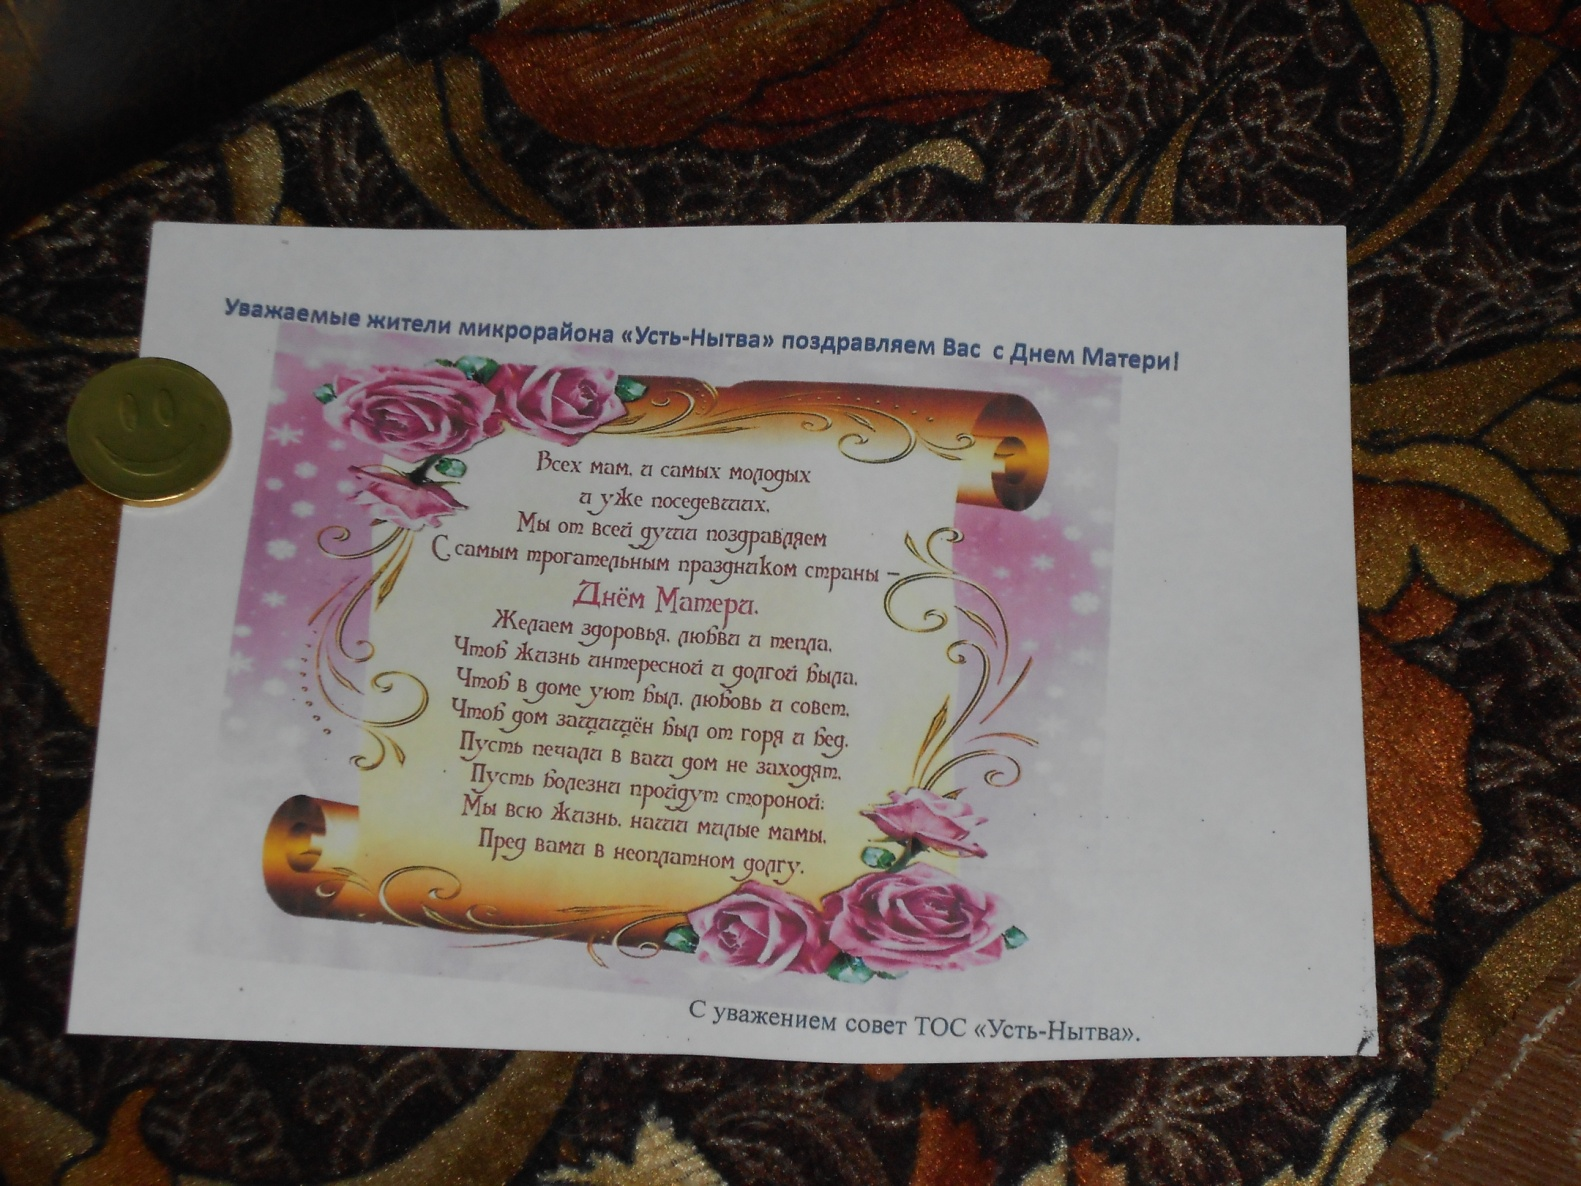 Уважаемые жители микрорайона «Усть-Нытва» поздравляем Вас с Днем Матери!
Всех мам, и самых молодых
и уже поседевших,
Мы от всей души поздравляем
С самым трогательным праздником страны –
Днём Матери.
Желаем здоровья, любви и тепла,
Чтоб жизнь интересной и долгой была,
Чтоб в доме уют был, любовь и совет,
Чтоб дом защищён был от горя и бед.
Пусть печали в ваш дом не заходят,
Пусть болезни пройдут стороной;
Мы всю жизнь, наши милые мамы,
Пред вами в неоплатном долгу.
С уважением совет ТОС «Усть-Нытва».